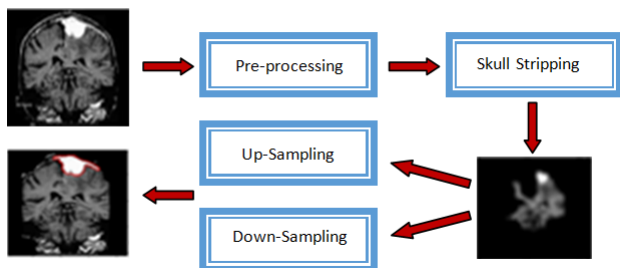 Pre-processing
Skull Stripping
Up-Sampling
Down-Sampling